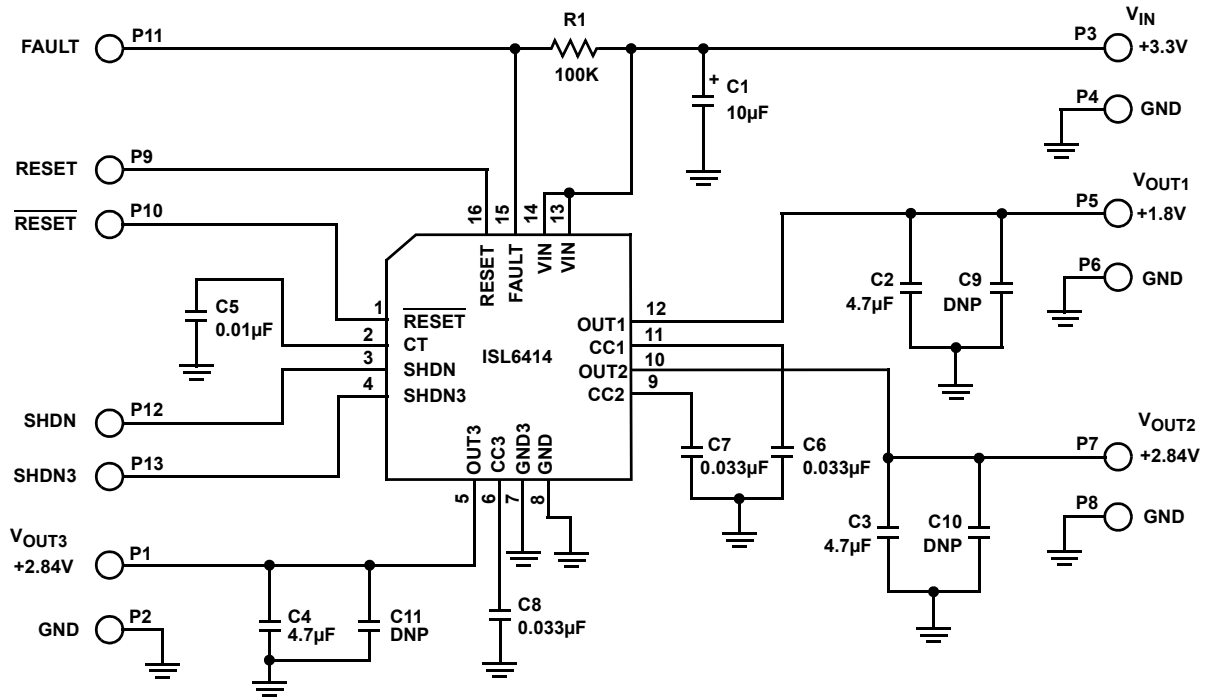 FAULT
P11
R1
100K
+
C1
10µF
P3
VIN
+3.3V
P4
GND
RESET
P9
RESET
P10
16
15
14
13
RESET
FAULT
VIN
VIN
VOUT1
P5
+1.8V
P6
GND
C2
4.7µF
C9
DNP
C5
0.01µF
1
2
3
4
RESET
CT
SHDN
SHDN3
ISL6414
OUT1
CC1
OUT2
CC2
12
11
10
9
SHDN
P12
SHDN3
P13
OUT3
CC3
GND3
GND
5
6
7
8
C7
0.033µF
C6
0.033µF
VOUT2
P7
+2.84V
P8
GND
C3
4.7µF
C10
DNP
VOUT3
+2.84V
P1
GND
P2
C4
4.7µF
C11
DNP
C8
0.033µF